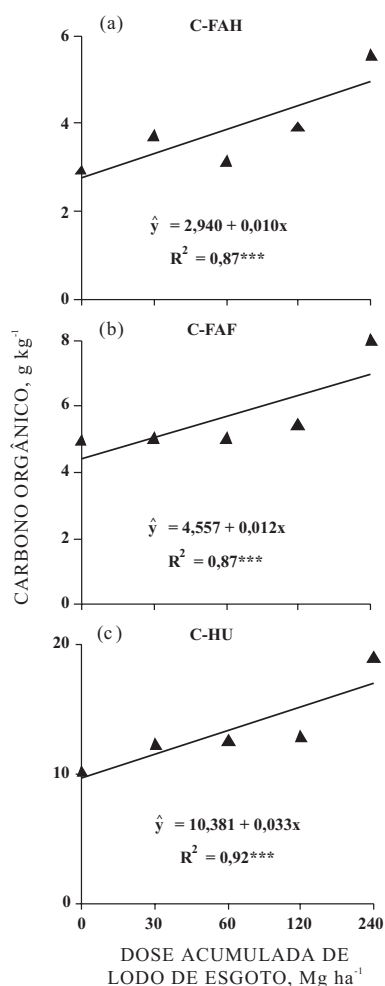 (a) C-FAH
6
4
2
0
ŷ = 2,940 + 0,010x
R² = 0,87***
(b) C-FAF
8
6
4
2
0
ŷ = 4,557 + 0,012x
R² = 0,87***
(c) C-HU
20
10
0
ŷ = 10,381 + 0,033x
R² = 0,92***
CARBONO ORGÂNICO, g kg⁻¹
0 30 60 120 240
DOSE ACUMULADA DE
LODO DE ESGOTO, Mg ha⁻¹